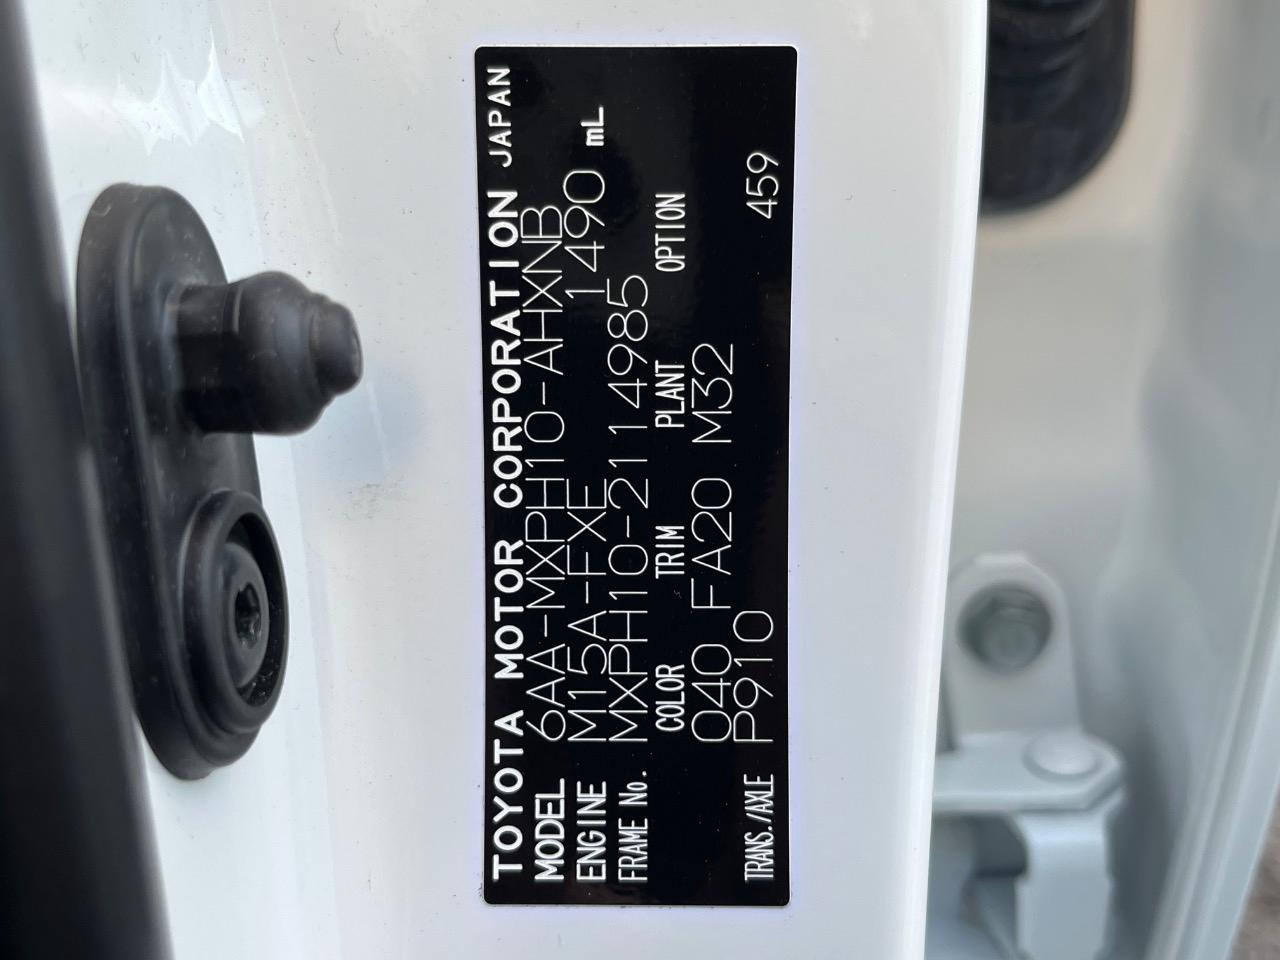 TOYOTA MOTOR CORPORATION JAPAN
MODEL 6AA-MXPH10-AHXNB
ENGINE M15A-FXE 1490 mL
FRAME No. MXPH10-2114985
COLOR TRIM PLANT OPTION
040 FA20 M32
TRANS./AXLE P910 459